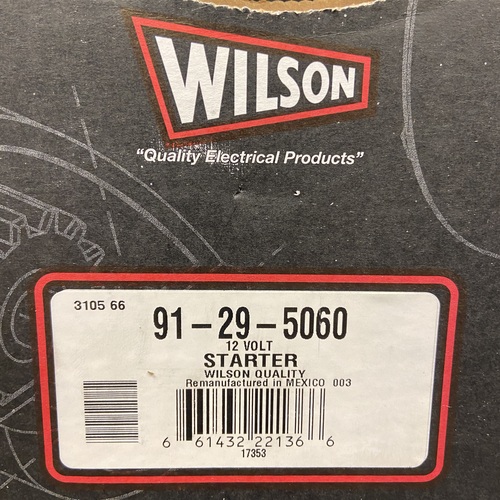 WILSON
"Quality Electrical Products"
3105 66
91-29-5060
12 VOLT
STARTER
WILSON QUALITY
Remanufactured in MEXICO 003
6 61432 22136 6
17353